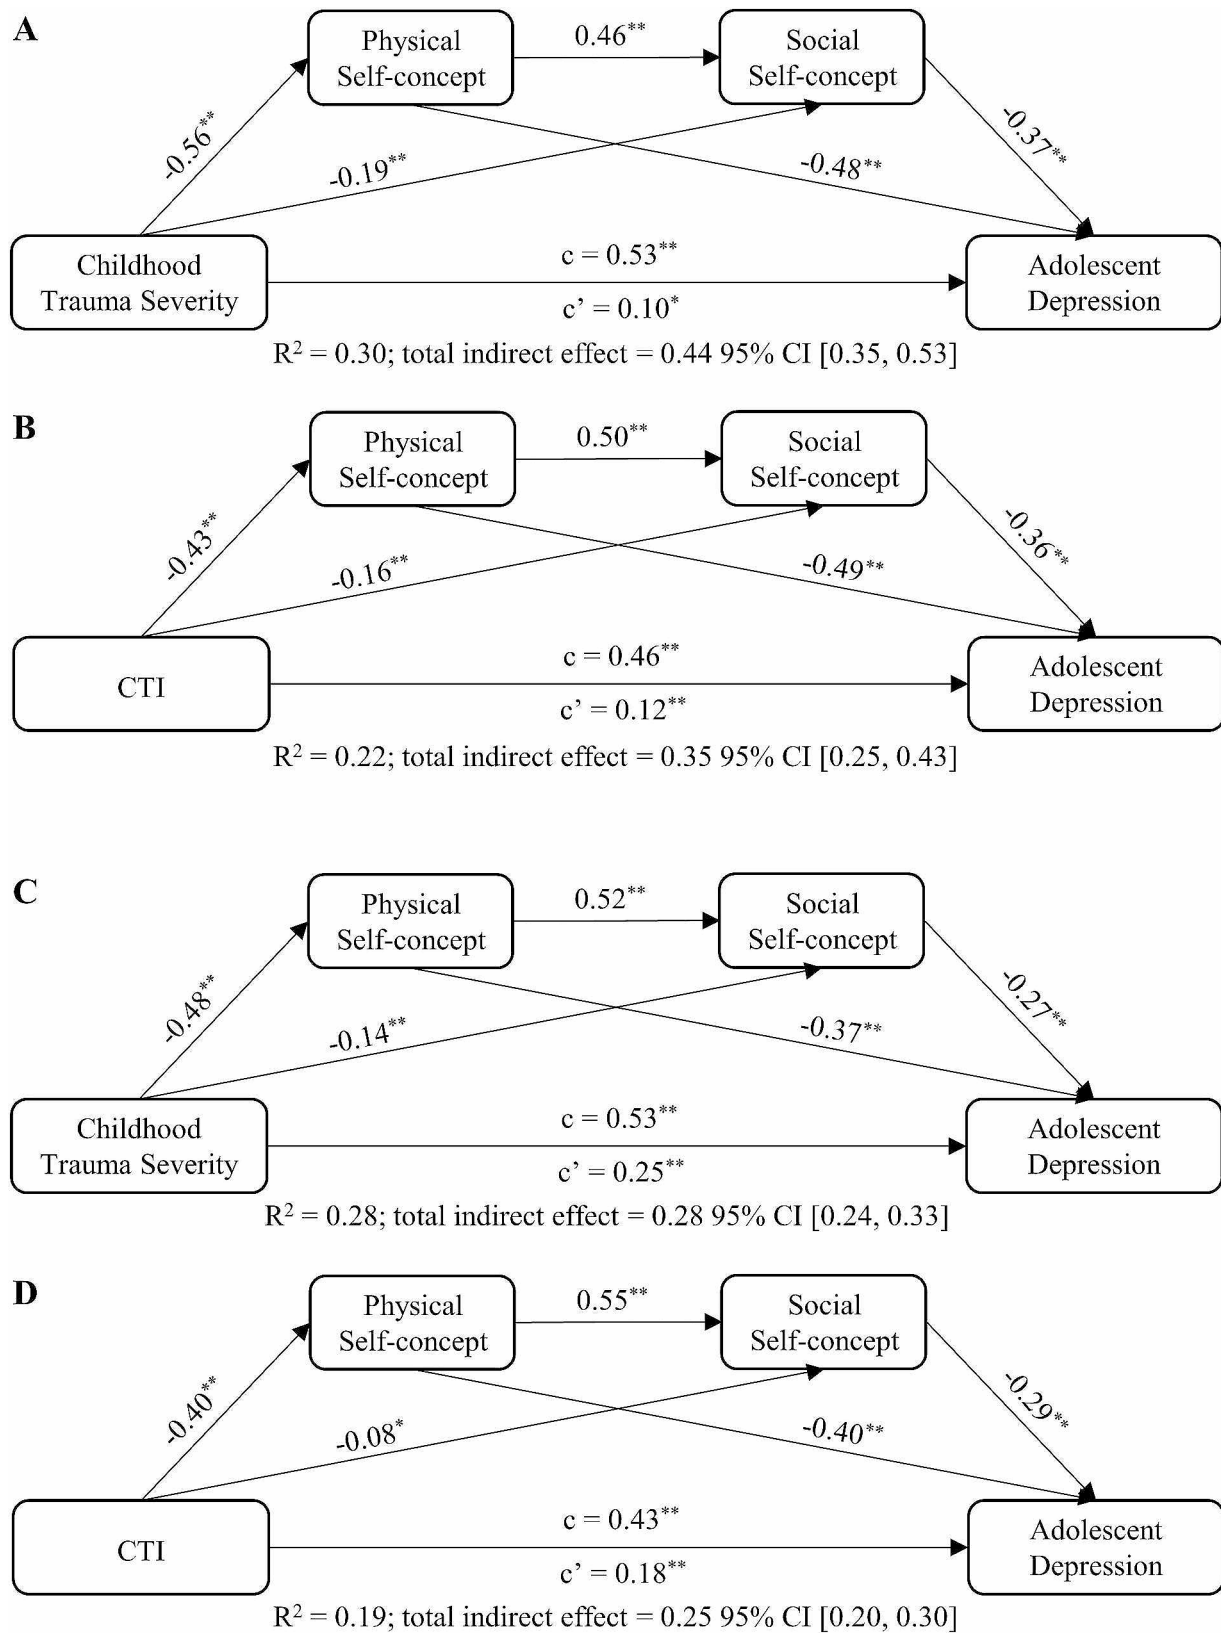 A
Physical
Self-concept
0.46**
Social
Self-concept
-0.56**
-0.19**
-0.48**
-0.37**
Childhood
Trauma Severity
c = 0.53**
c’ = 0.10*
Adolescent
Depression
R² = 0.30; total indirect effect = 0.44 95% CI [0.35, 0.53]
B
Physical
Self-concept
0.50**
Social
Self-concept
-0.43**
-0.16**
-0.49**
-0.36**
CTI
c = 0.46**
c’ = 0.12**
Adolescent
Depression
R² = 0.22; total indirect effect = 0.35 95% CI [0.25, 0.43]
C
Physical
Self-concept
0.52**
Social
Self-concept
-0.48**
-0.14**
-0.37**
-0.27**
Childhood
Trauma Severity
c = 0.53**
c’ = 0.25**
Adolescent
Depression
R² = 0.28; total indirect effect = 0.28 95% CI [0.24, 0.33]
D
Physical
Self-concept
0.55**
Social
Self-concept
-0.40**
-0.08*
-0.40**
-0.29**
CTI
c = 0.43**
c’ = 0.18**
Adolescent
Depression
R² = 0.19; total indirect effect = 0.25 95% CI [0.20, 0.30]